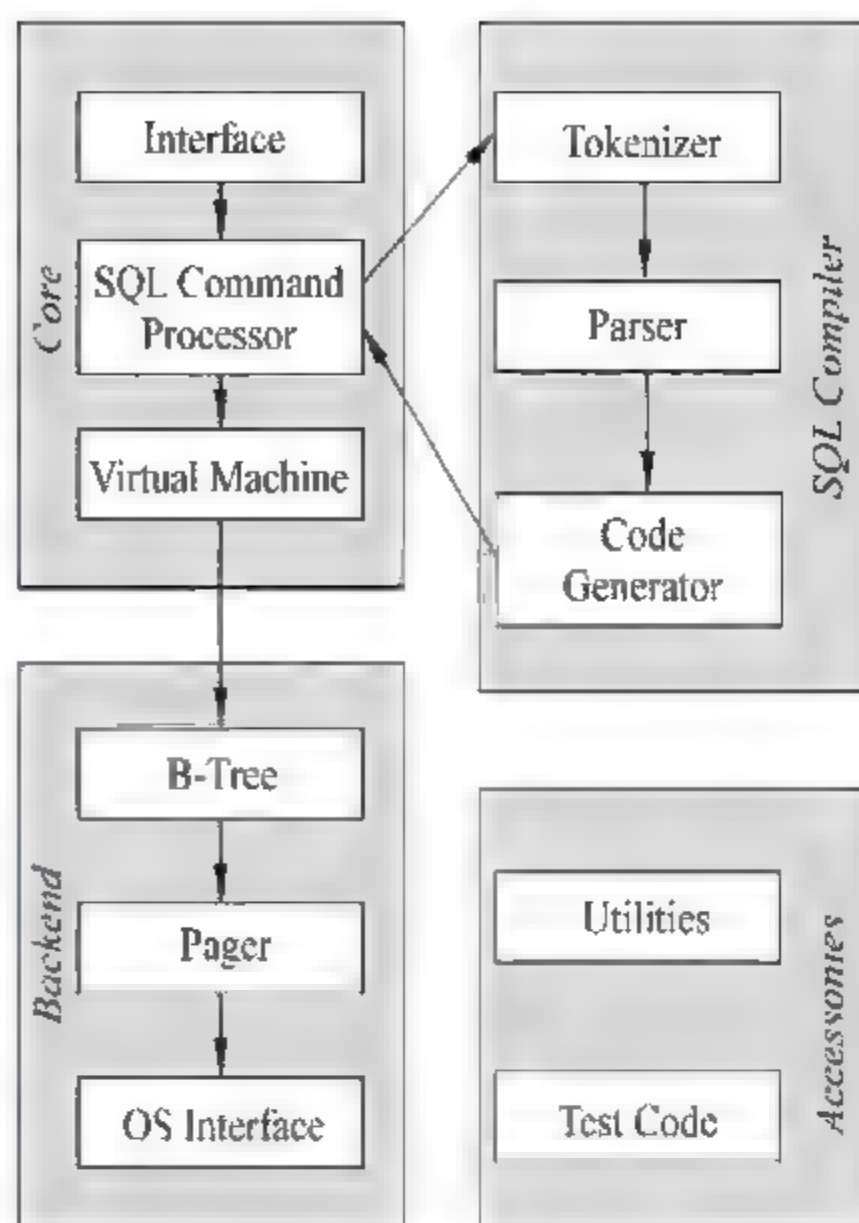 Core
Interface
SQL Command
Processor
Virtual Machine
SQL Compiler
Tokenizer
Parser
Code
Generator
Backend
B-Tree
Pager
OS Interface
Accessories
Utilities
Test Code